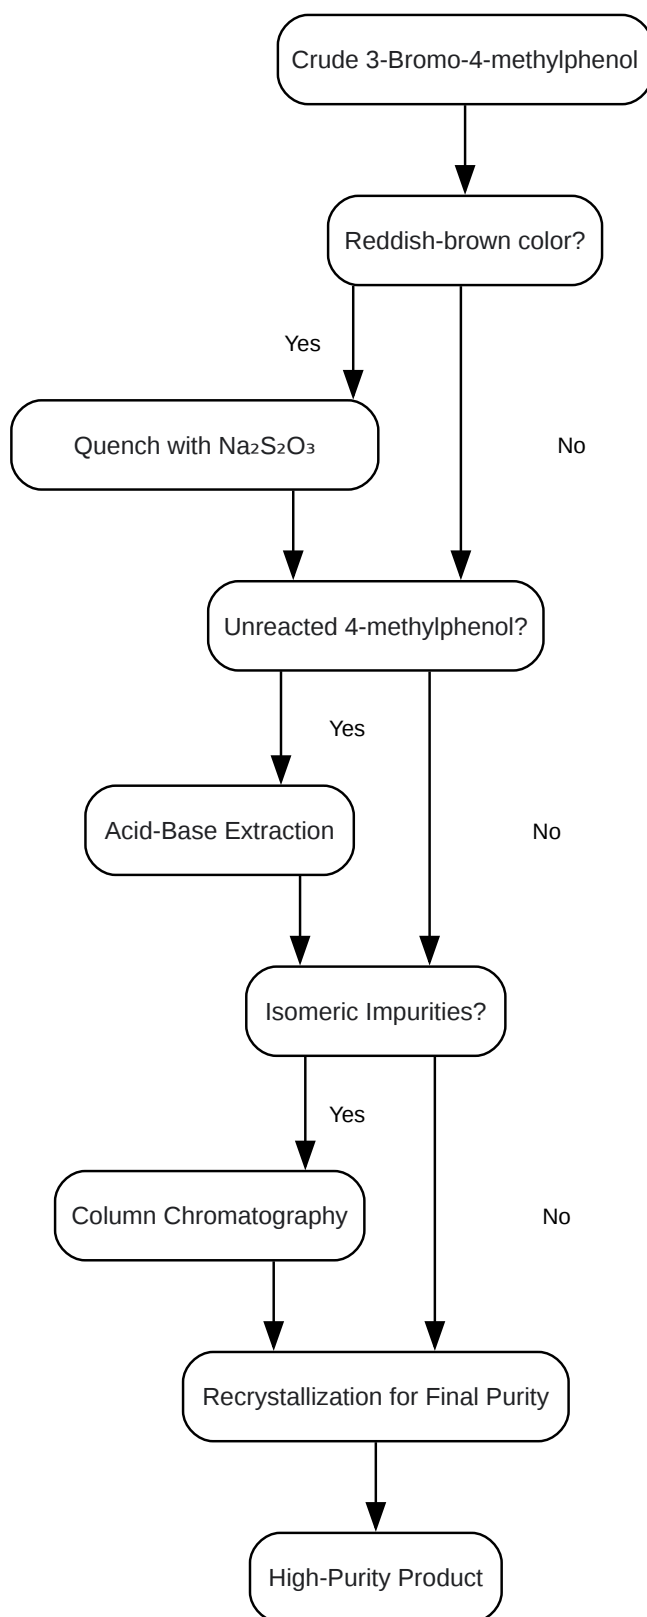 Crude 3-Bromo-4-methylphenol
Reddish-brown color?
Yes
Quench with Na₂S₂O₃
No
Unreacted 4-methylphenol?
Yes
Acid-Base Extraction
No
Isomeric Impurities?
Yes
Column Chromatography
No
Recrystallization for Final Purity
High-Purity Product